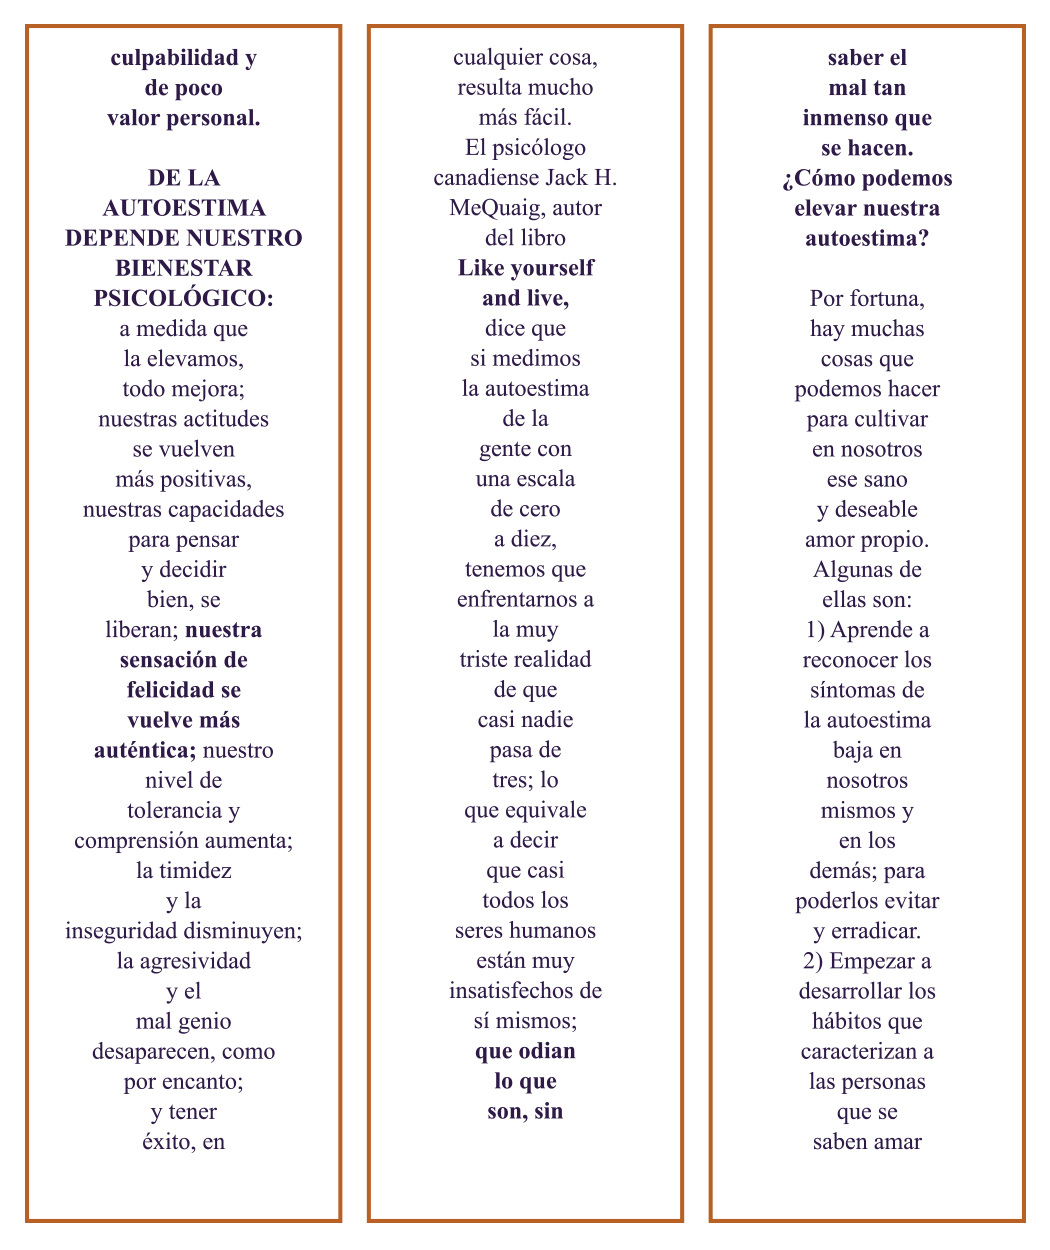 culpabilidad y
de poco
valor personal.
DE LA
AUTOESTIMA
DEPENDE NUESTRO
BIENESTAR
PSICOLÓGICO:
a medida que
la elevamos,
todo mejora;
nuestras actitudes
se vuelven
más positivas,
nuestras capacidades
para pensar
y decidir
bien, se
liberan; nuestra
sensación de
felicidad se
vuelve más
auténtica; nuestro
nivel de
tolerancia y
comprensión aumenta;
la timidez
y la
inseguridad disminuyen;
la agresividad
y el
mal genio
desaparecen, como
por encanto;
y tener
éxito, en
cualquier cosa,
resulta mucho
más fácil.
El psicólogo
canadiense Jack H.
MeQuaig, autor
del libro
Like yourself
and live,
dice que
si medimos
la autoestima
de la
gente con
una escala
de cero
a diez,
tenemos que
enfrentarnos a
la muy
triste realidad
de que
casi nadie
pasa de
tres; lo
que equivale
a decir
que casi
todos los
seres humanos
están muy
insatisfechos de
sí mismos;
que odian
lo que
son, sin
saber el
mal tan
inmenso que
se hacen.
¿Cómo podemos
elevar nuestra
autoestima?
Por fortuna,
hay muchas
cosas que
podemos hacer
para cultivar
en nosotros
ese sano
y deseable
amor propio.
Algunas de
ellas son:
1) Aprende a
reconocer los
síntomas de
la autoestima
baja en
nosotros
mismos y
en los
demás; para
poderlos evitar
y erradicar.
2) Empezar a
desarrollar los
hábitos que
caracterizan a
las personas
que se
saben amar